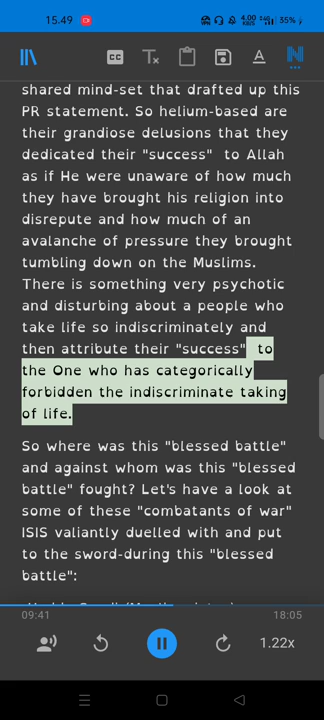 15.49
4,00
KB/S
35%
shared mind-set that drafted up this
PR statement. So helium-based are
their grandiose delusions that they
dedicated their "success"  to Allah
as if He were unaware of how much
they have brought his religion into
disrepute and how much of an
avalanche of pressure they brought
tumbling down on the Muslims.
There is something very psychotic
and disturbing about a people who
take life so indiscriminately and
then attribute their "success"  to
the One who has categorically
forbidden the indiscriminate taking
of life.
So where was this "blessed battle"
and against whom was this "blessed
battle" fought? Let's have a look at
some of these "combatants of war"
ISIS valiantly duelled with and put
to the sword-during this "blessed
battle":
09:41
18:05
1.22x